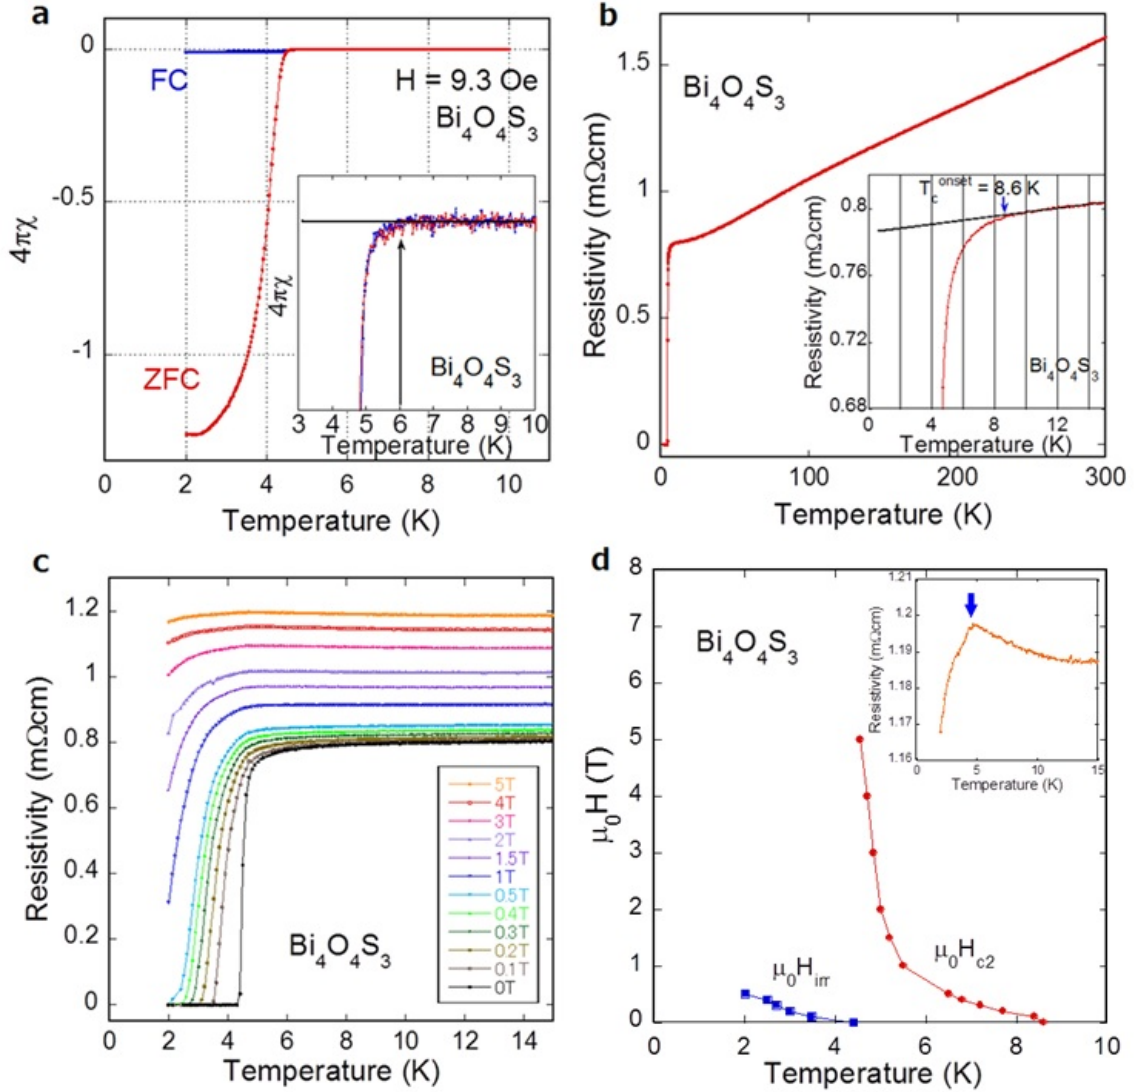 a
0
FC
H = 9.3 Oe
Bi₄O₄S₃
-0.5
4πχ
4πχ
-1
ZFC
Bi₄O₄S₃
3 4 5 6 7 8 9 10
Temperature (K)
0 2 4 6 8 10
Temperature (K)
b
1.5
Bi₄O₄S₃
Resistivity (mΩcm)
1
0.5
0
Tc onset = 8.6 K
0.8
0.76
0.72
0.68
Resistivity (mΩcm)
Bi₄O₄S₃
0 4 8 12
Temperature (K)
0 100 200 300
Temperature (K)
c
1.2
1
0.8
0.6
0.4
0.2
0
Resistivity (mΩcm)
5T
4T
3T
2T
1.5T
1T
0.5T
0.4T
0.3T
0.2T
0.1T
0T
Bi₄O₄S₃
0 2 4 6 8 10 12 14
Temperature (K)
d
8
7
6
5
4
3
2
1
0
μ₀H (T)
Bi₄O₄S₃
1.21
1.2
1.19
1.18
1.17
1.16
Resistivity (mΩcm)
0 5 10 15
Temperature (K)
μ₀Hirr
μ₀Hc2
0 2 4 6 8 10
Temperature (K)